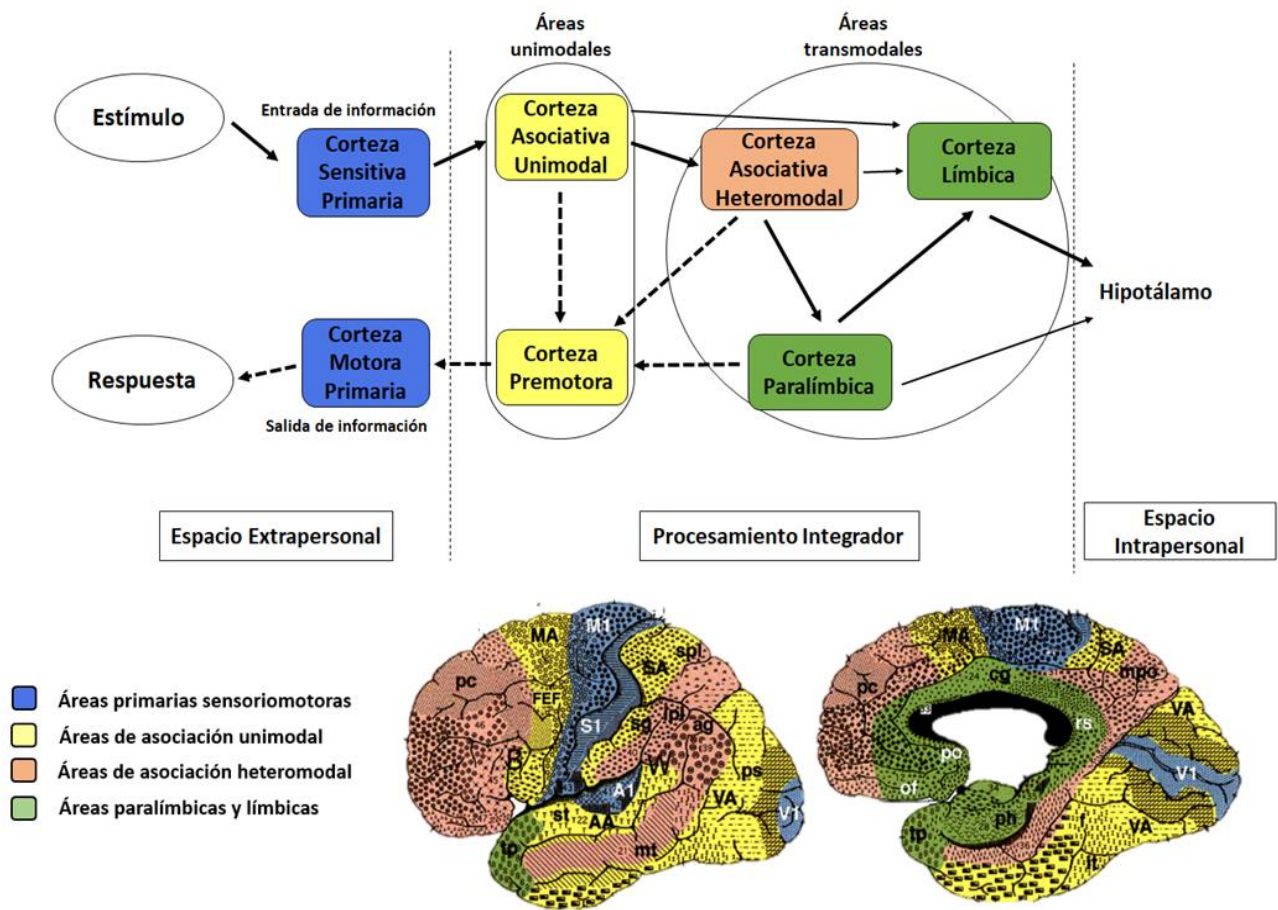 Áreas
unimodales
Áreas
transmodales
Estímulo
Entrada de información
Corteza
Sensitiva
Primaria
Corteza
Asociativa
Unimodal
Corteza
Asociativa
Heteromodal
Corteza
Límbica
Hipotálamo
Respuesta
Corteza
Motora
Primaria
Salida de información
Corteza
Premotora
Corteza
Paralímbica
Espacio Extrapersonal
Procesamiento Integrador
Espacio
Intrapersonal
Áreas primarias sensoriomotoras
Áreas de asociación unimodal
Áreas de asociación heteromodal
Áreas paralímbicas y límbicas
MA
M1
spl
SA
pc
FEF
S1
sg
ipl
ag
B
W
A1
ps
VA
V1
st
AA
tp
mt
MA
M1
SA
mpo
pc
cg
rs
VA
po
V1
of
ph
tp
f
VA
it